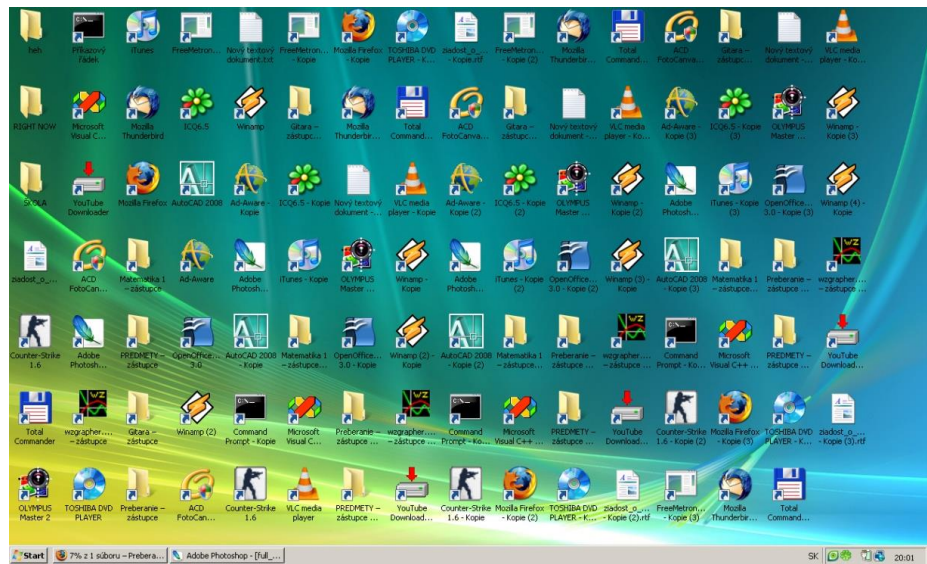 heh
Příkazový
řádek
iTunes
FreeMetron...
Nový textový
dokument.txt
FreeMetron...
- Kopie
Mozilla Firefox
- Kopie
TOSHIBA DVD
PLAYER - K...
ziadost_o_...
- Kopie.rtf
FreeMetron...
- Kopie (2)
Mozilla
Thunderbir...
Total
Command...
ACD
FotoCanva...
Gitara –
zástupc...
Nový textový
dokument -...
VLC media
player - Ko...
RIGHT NOW
Microsoft
Visual C...
Mozilla
Thunderbird
ICQ6.5
Winamp
Gitara –
zástupc...
Mozilla
Thunderbir...
Total
Command...
ACD
FotoCanva...
Gitara –
zástupc...
Nový textový
dokument -...
VLC media
player - Ko...
Ad-Aware -
Kopie (3)
ICQ6.5 - Kopie
(3)
OLYMPUS
Master ...
Winamp -
Kopie (3)
SKOLA
YouTube
Downloader
Mozilla Firefox
AutoCAD 2008
Ad-Aware -
Kopie
ICQ6.5 - Kopie
Nový textový
dokument -...
VLC media
player - Kopie
Ad-Aware -
Kopie (2)
ICQ6.5 - Kopie
(2)
OLYMPUS
Master ...
Winamp -
Kopie (2)
Adobe
Photosh...
iTunes - Kopie
(3)
OpenOffice...
3.0 - Kopie (3)
Winamp (4) -
Kopie
ziadost_o_...
ACD
FotoCan...
Matematika 1
– zástupce
Ad-Aware
Adobe
Photosh...
iTunes - Kopie
OLYMPUS
Master ...
Winamp -
Kopie
Adobe
Photosh...
iTunes - Kopie
(2)
OpenOffice...
3.0 - Kopie (2)
Winamp (3) -
Kopie
AutoCAD 2008
- Kopie (3)
Matematika 1
– zástupce...
Preberanie –
zástupce ...
wzgrapher....
– zástupce ...
Counter-Strike
1.6
Adobe
Photosh...
PREDMETY –
zástupce
OpenOffice...
3.0
AutoCAD 2008
- Kopie
Matematika 1
– zástupce...
OpenOffice...
3.0 - Kopie
Winamp (2) -
Kopie
AutoCAD 2008
- Kopie (2)
Matematika 1
– zástupce...
Preberanie –
zástupce ...
wzgrapher....
– zástupce ...
Command
Prompt - Ko...
Microsoft
Visual C++ ...
PREDMETY –
zástupce ...
YouTube
Download...
Total
Commander
wzgrapher....
– zástupce
Gitara –
zástupce
Winamp (2)
Command
Prompt - Kopie
Microsoft
Visual C...
Preberanie –
zástupce ...
wzgrapher....
– zástupce ...
Command
Prompt - Ko...
Microsoft
Visual C++ ...
PREDMETY –
zástupce ...
YouTube
Download...
Counter-Strike
1.6 - Kopie (2)
Mozilla Firefox
- Kopie (3)
TOSHIBA DVD
PLAYER - K...
ziadost_o_...
- Kopie (3).rtf
OLYMPUS
Master 2
TOSHIBA DVD
PLAYER
Preberanie –
zástupce
ACD
FotoCan...
Counter-Strike
1.6
VLC media
player
PREDMETY –
zástupce ...
YouTube
Download...
Counter-Strike
1.6 - Kopie
Mozilla Firefox
- Kopie (2)
TOSHIBA DVD
PLAYER - K...
ziadost_o_...
- Kopie (2).rtf
FreeMetron...
- Kopie (3)
Mozilla
Thunderbir...
Total
Command...
Start
7% z 1 súboru – Prebera...
Adobe Photoshop - [full_...
SK
20:01